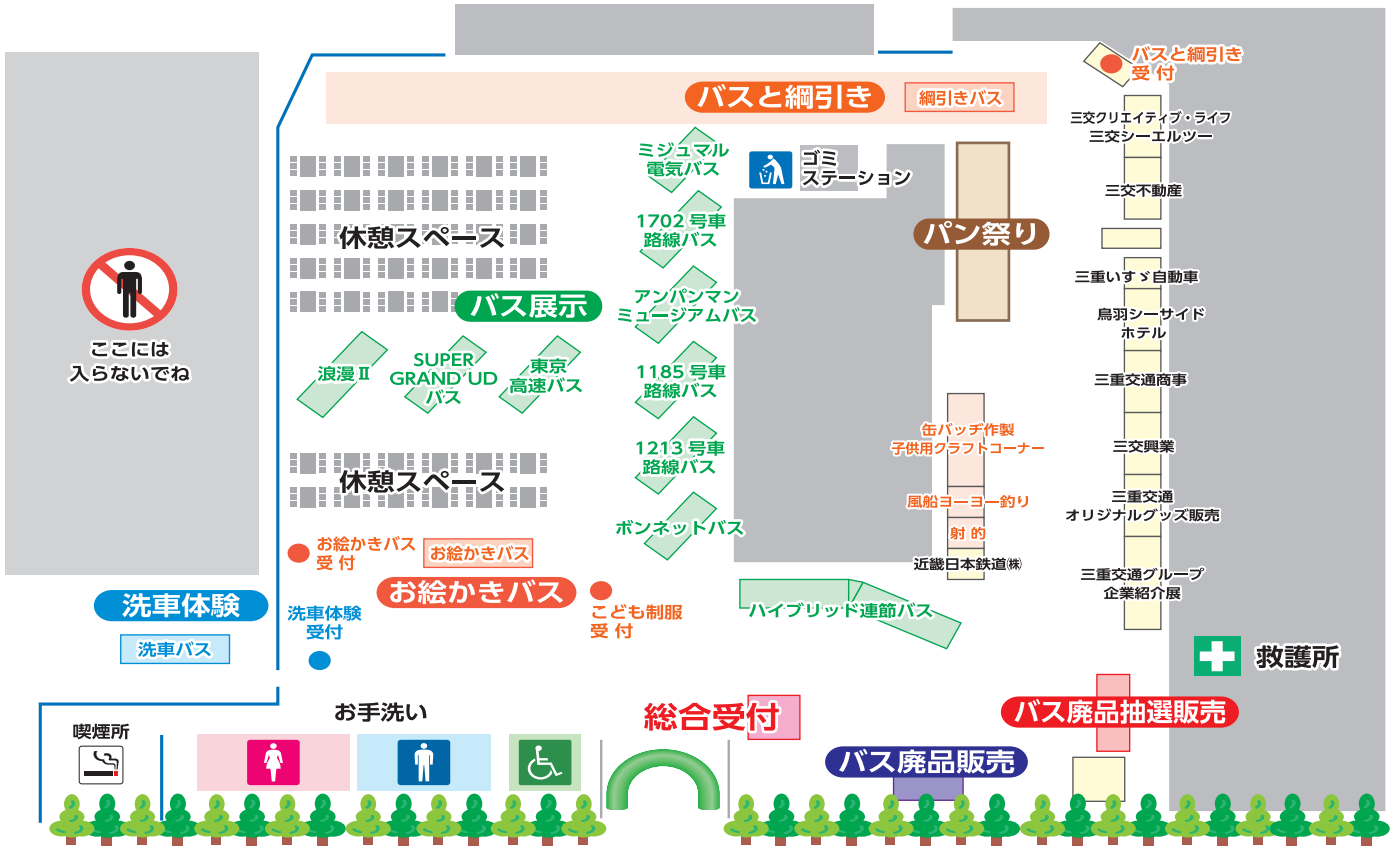 バスと綱引き
綱引きバス
バスと綱引き
受 付
三交クリエイティブ・ライフ
三交シーエルツー
三交不動産
三重いすゞ自動車
鳥羽シーサイド
ホテル
三重交通商事
三交興業
三重交通
オリジナルグッズ販売
三重交通グループ
企業紹介展
ミジュマル
電気バス
ゴミ
ステーション
1702 号車
路線バス
パン祭り
休憩スペース
バス展示
アンパンマン
ミュージアムバス
ここには
入らないでね
浪漫Ⅱ
SUPER
GRAND UD
バス
東京
高速バス
1185 号車
路線バス
缶バッヂ作製
子供用クラフトコーナー
1213 号車
路線バス
休憩スペース
風船ヨーヨー釣り
射 的
近畿日本鉄道㈱
ボンネットバス
お絵かきバス
受 付
お絵かきバス
お絵かきバス
こども制服
受 付
ハイブリッド連節バス
洗車体験
洗車バス
洗車体験
受付
救護所
喫煙所
お手洗い
総合受付
バス廃品抽選販売
バス廃品販売